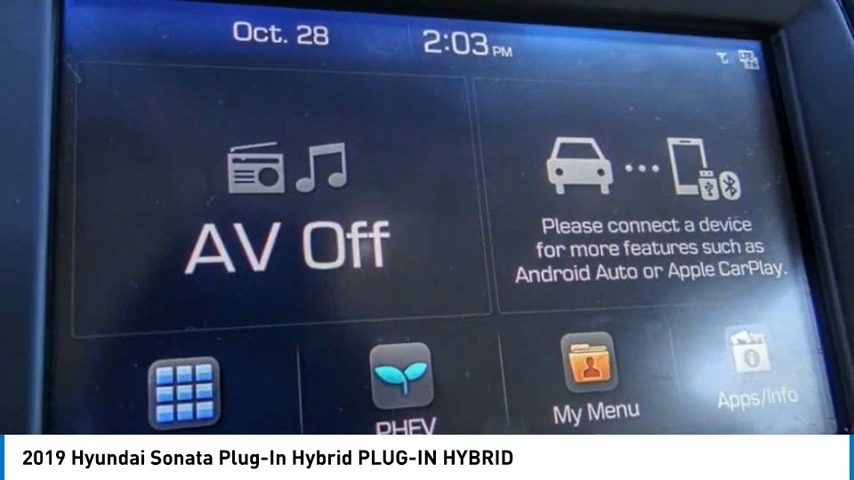 Oct. 28
2:03 PM
AV Off
Please connect a device
for more features such as
Android Auto or Apple CarPlay.
PHEV
My Menu
Apps/Info
2019 Hyundai Sonata Plug-In Hybrid PLUG-IN HYBRID